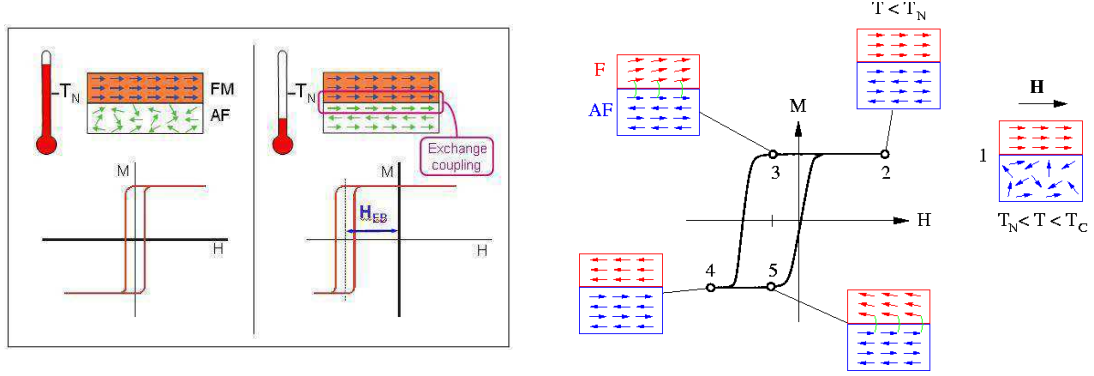 T_N
FM
AF
T_N
Exchange
coupling
M
H
M
H_EB
H
T < T_N
F
AF
M
H
3
2
1
H
T_N < T < T_C
4
5